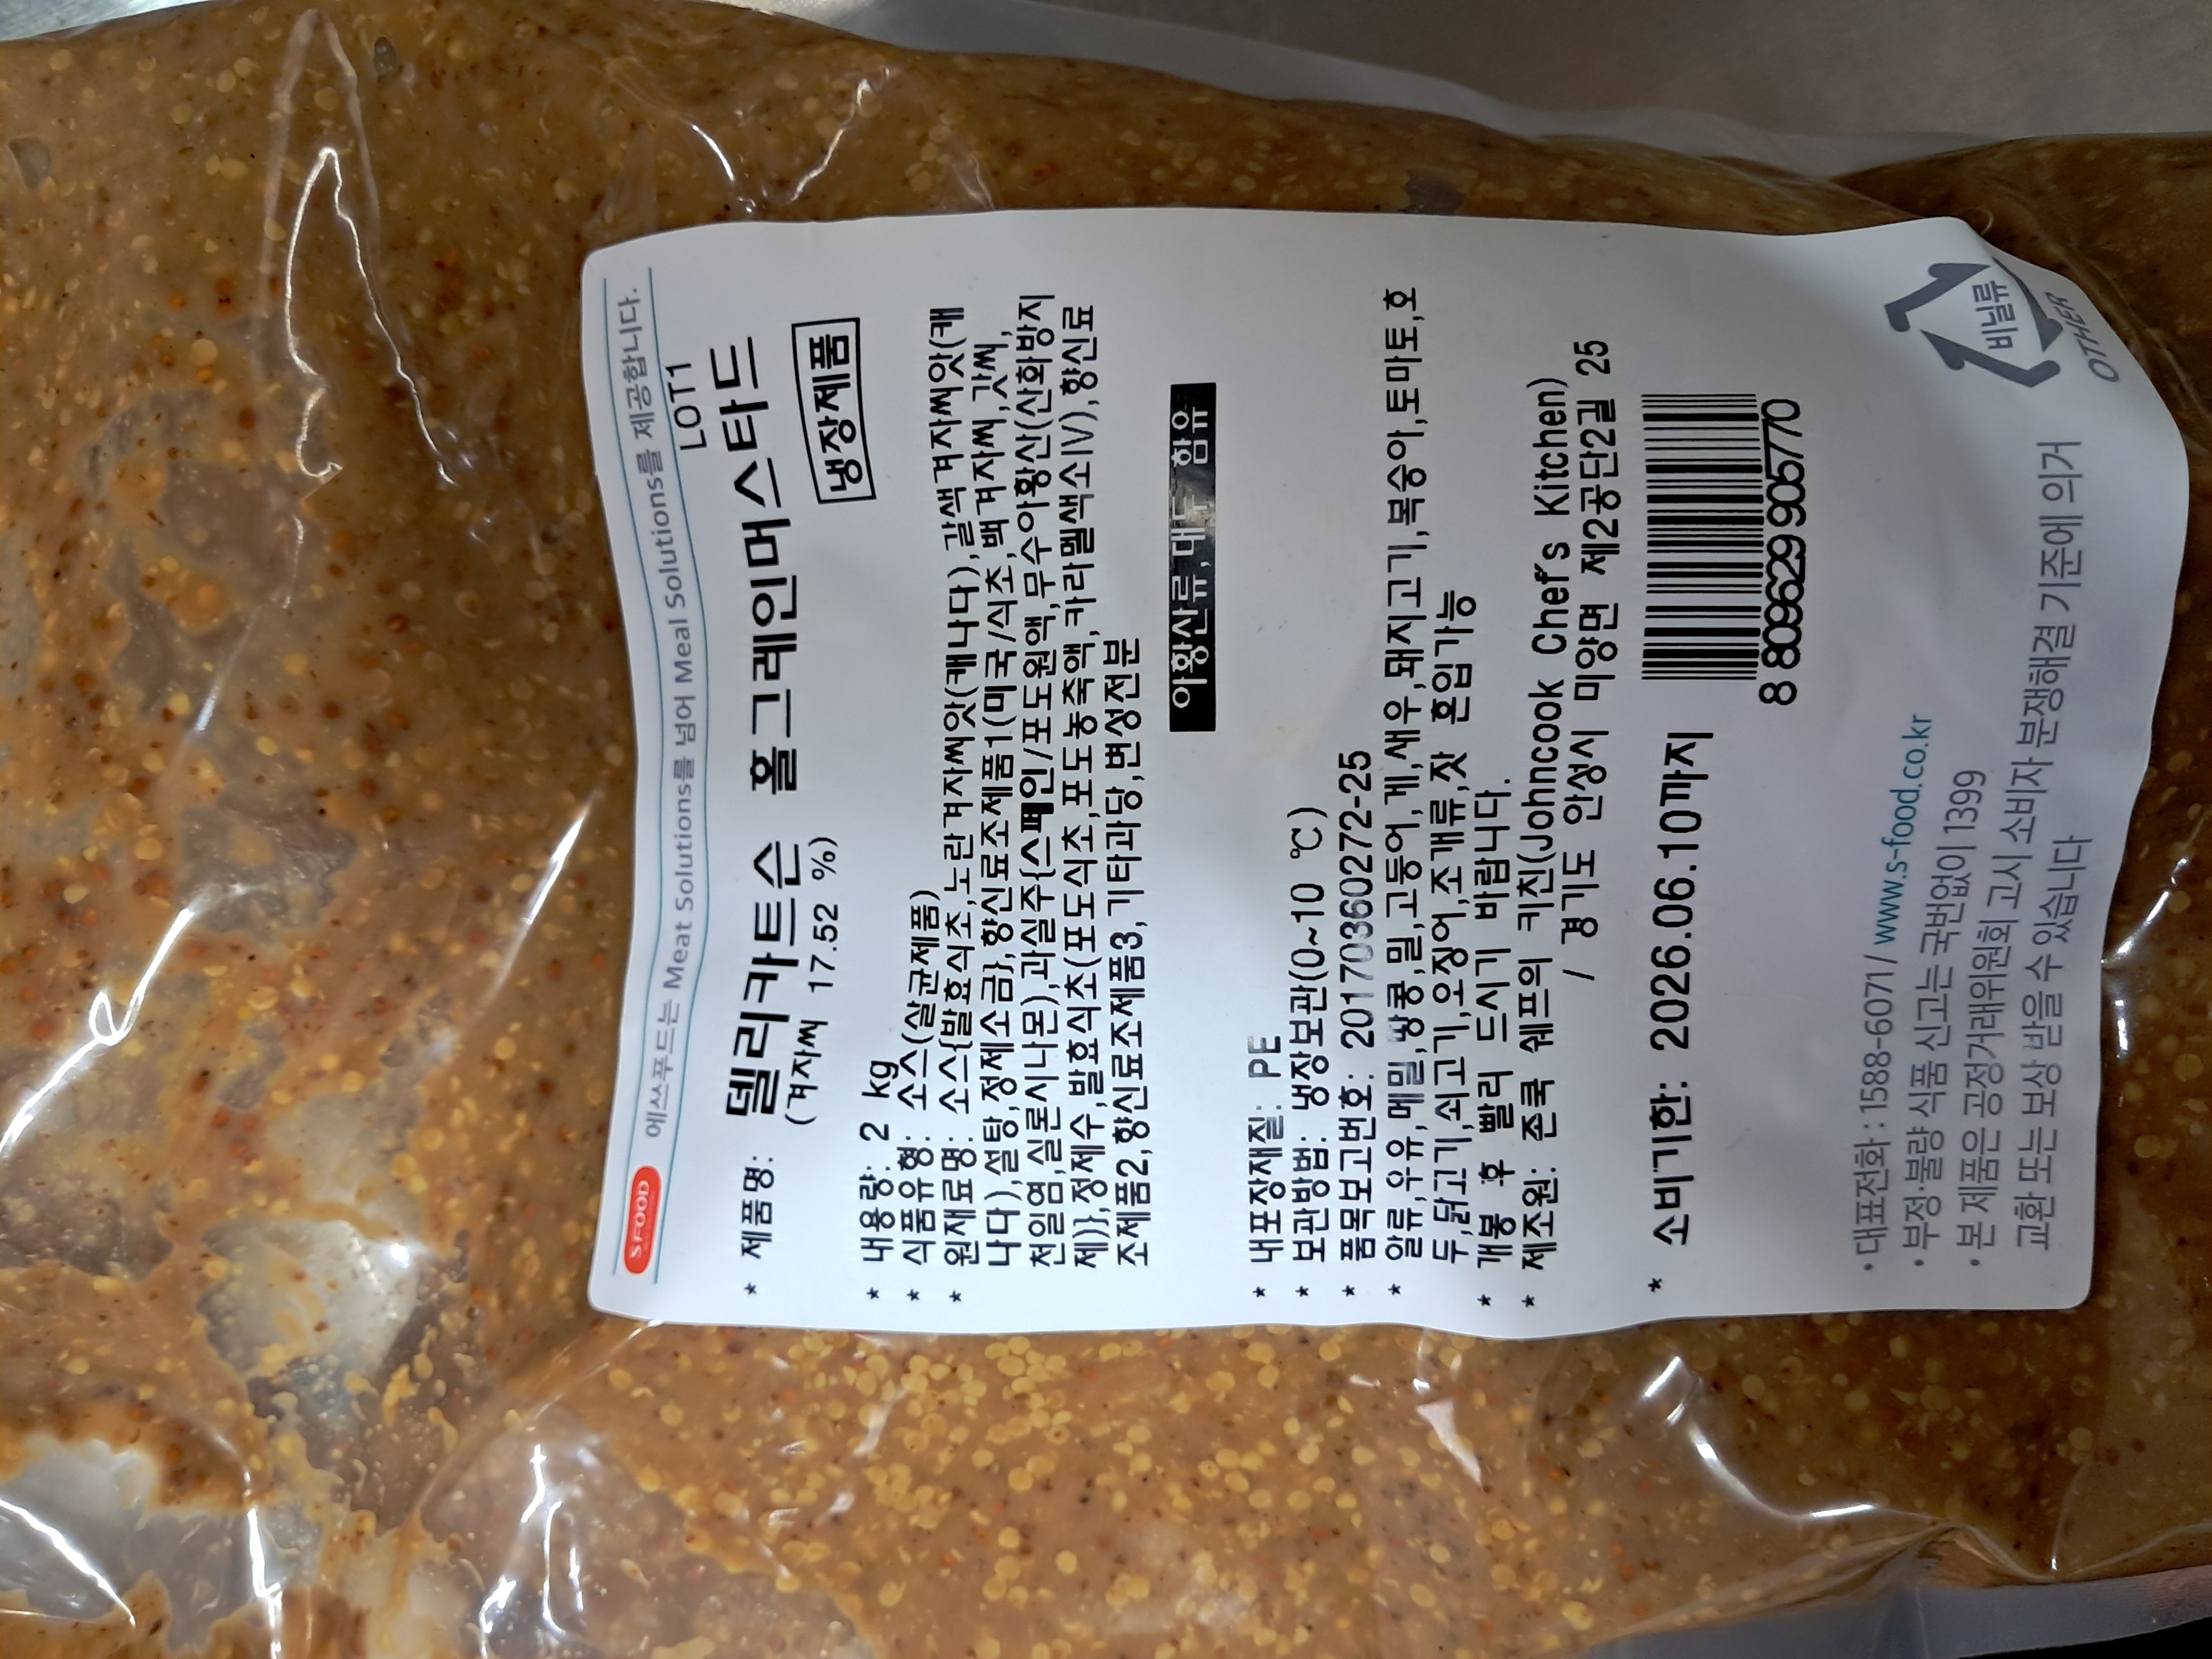 SFOOD 에쓰푸드는 Meat Solutions를 넘어 Meal Solutions를 제공합니다.
LOT1
* 제품명: 델리카트슨 홀그레인머스타드
(겨자씨 17.52 %) 냉장제품
* 내용량: 2 kg
* 식품유형: 소스(살균제품)
* 원재료명: 소스{발효식초,노란겨자씨앗(캐나다),갈색겨자씨앗(캐
나다),설탕,정제소금},향신료조제품1(미국/식초,백겨자씨,갓씨,
천일염,실론시나몬),과실주{스페인/포도원액,무수아황산(산화방지
제)},정제수,발효식초(포도식초,포도농축액,카라멜색소IV),향신료
조제품2,향신료조제품3,기타과당,변성전분
이황산류,대두 함유
* 내포장재질: PE
* 보관방법: 냉장보관(0~10 ℃)
* 품목보고번호: 20170360272-25
* 알류,우유,메밀,땅콩,밀,고등어,게,새우,돼지고기,복숭아,토마토,호
두,닭고기,쇠고기,오징어,조개류,잣 혼입가능
* 개봉 후 빨리 드시기 바랍니다.
* 제조원: 존쿡 쉐프의 키친(Johncook Chef's Kitchen)
/ 경기도 안성시 미양면 제2공단2길 25
* 소비기한: 2026.06.10까지
8 809629 905770
• 대표전화 : 1588-6071 / www.s-food.co.kr
• 부정·불량 식품 신고는 국번없이 1399
• 본 제품은 공정거래위원회 고시 소비자 분쟁해결 기준에 의거
교환 또는 보상 받을 수 있습니다
비닐류
OTHER